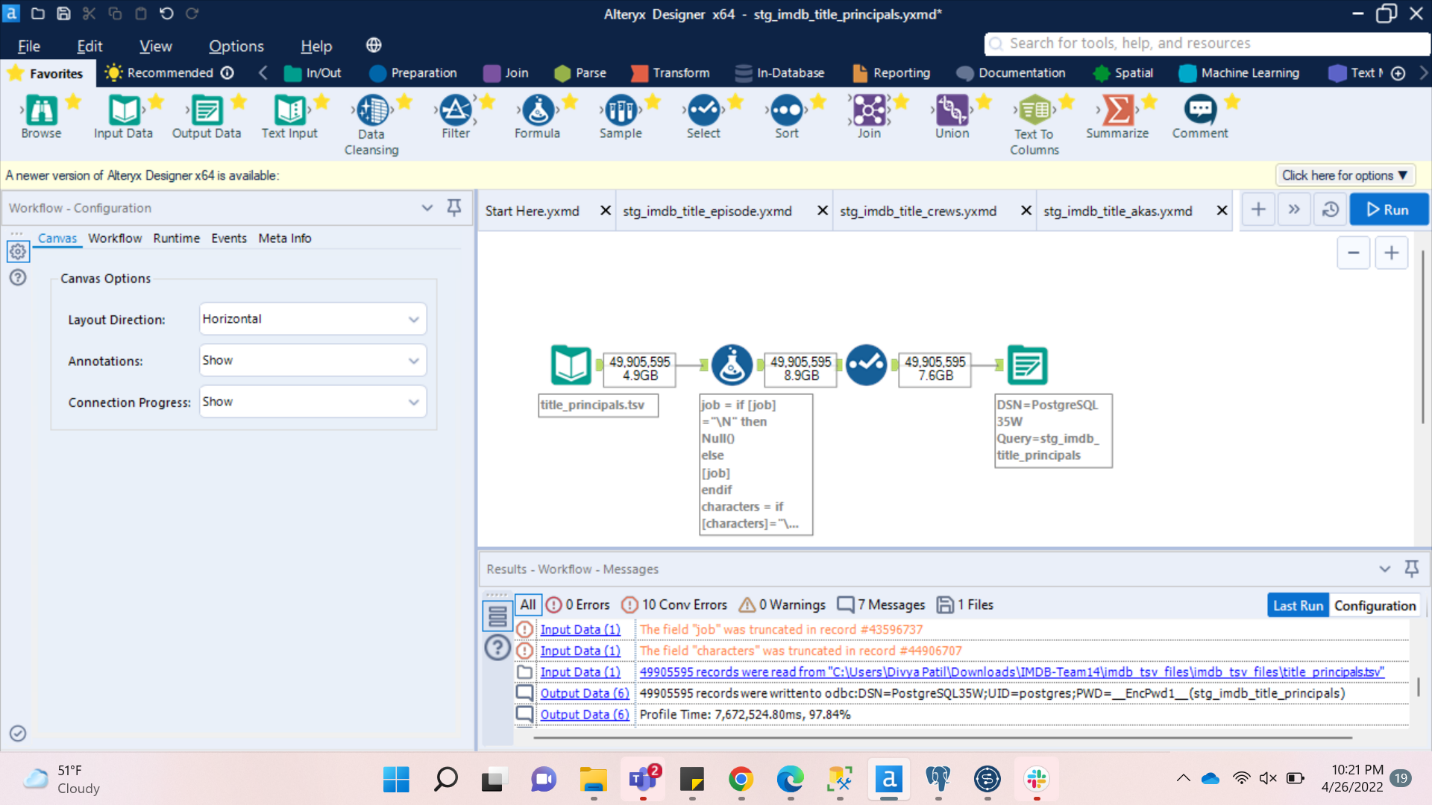 Alteryx Designer x64 - stg_imdb_title_principals.yxmd*
File Edit View Options Help
Search for tools, help, and resources
Favorites Recommended In/Out Preparation Join Parse Transform In-Database Reporting Documentation Spatial Machine Learning Text M
Browse Input Data Output Data Text Input Data Cleansing Filter Formula Sample Select Sort Join Union Text To Columns Summarize Comment
A newer version of Alteryx Designer x64 is available:
Click here for options ▼
Workflow - Configuration
Start Here.yxmd stg_imdb_title_episode.yxmd stg_imdb_title_crews.yxmd stg_imdb_title_akas.yxmd
Run
Canvas Workflow Runtime Events Meta Info
Canvas Options
Layout Direction: Horizontal
Annotations: Show
Connection Progress: Show
49,905,595
4.9GB
49,905,595
8.9GB
49,905,595
7.6GB
title_principals.tsv
job = if [job]
="\N" then
Null()
else
[job]
endif
characters = if
[characters]="\...
DSN=PostgreSQL
35W
Query=stg_imdb_
title_principals
Results - Workflow - Messages
All 0 Errors 10 Conv Errors 0 Warnings 7 Messages 1 Files
Last Run Configuration
Input Data (1) The field "job" was truncated in record #43596737
Input Data (1) The field "characters" was truncated in record #44906707
Input Data (1) 49905595 records were read from "C:\Users\Divya Patil\Downloads\IMDB-Team14\imdb_tsv_files\imdb_tsv_files\title_principals.tsv"
Output Data (6) 49905595 records were written to odbc:DSN=PostgreSQL35W;UID=postgres;PWD=__EncPwd1__(stg_imdb_title_principals)
Output Data (6) Profile Time: 7,672,524.80ms, 97.84%
51°F
Cloudy
2
10:21 PM
4/26/2022
19